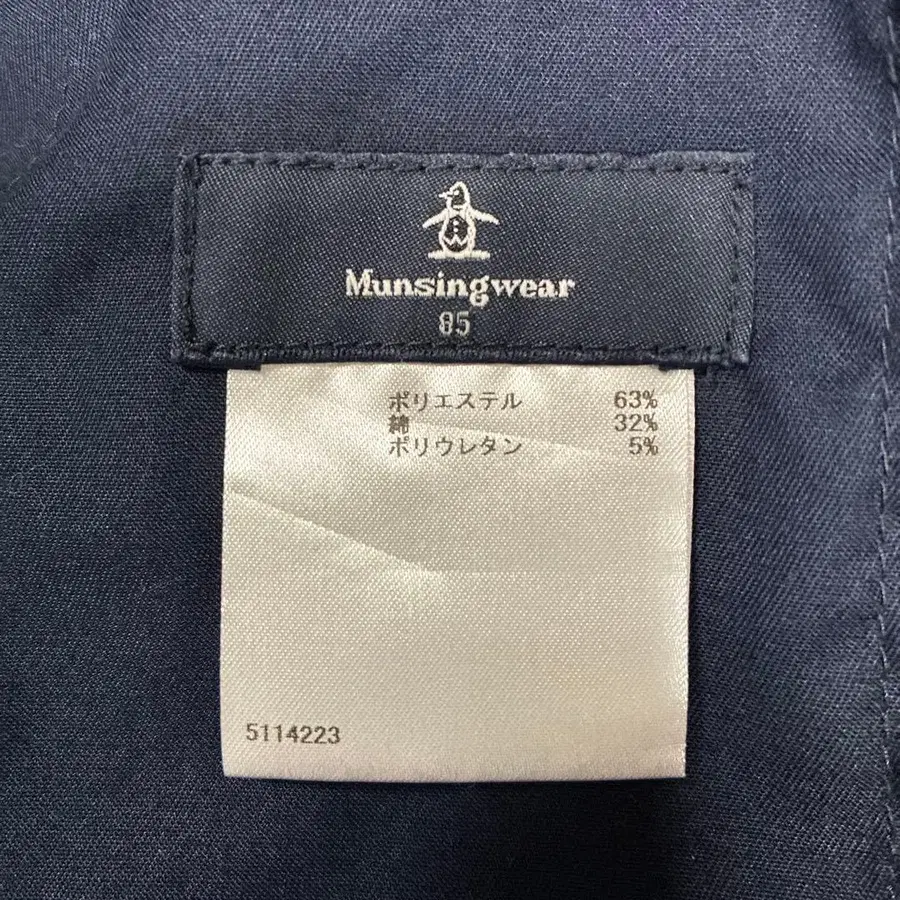 Munsingwear
85
ポリエステル 63%
綿 32%
ポリウレタン 5%
5114223